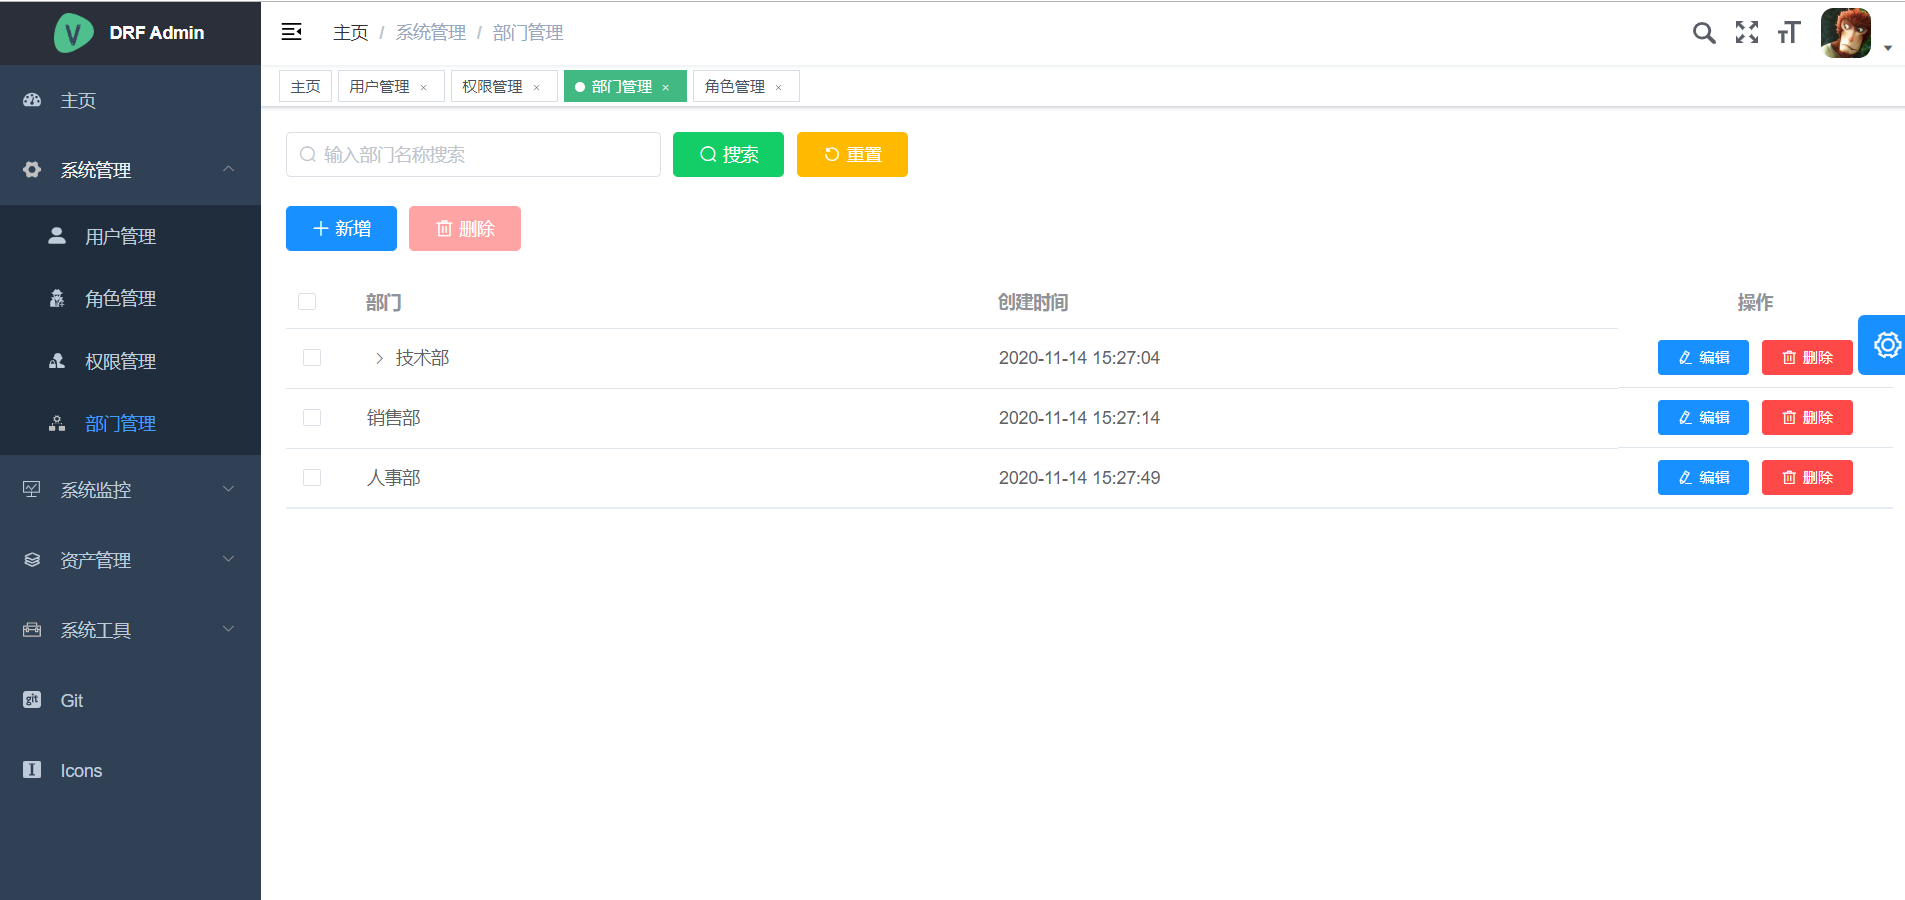 DRF Admin
主页
系统管理
用户管理
角色管理
权限管理
部门管理
系统监控
资产管理
系统工具
git Git
Icons
主页 / 系统管理 / 部门管理
主页 用户管理 × 权限管理 × 部门管理 × 角色管理 ×
输入部门名称搜索 搜索 重置
新增 删除
部门 创建时间 操作
技术部 2020-11-14 15:27:04 编辑 删除
销售部 2020-11-14 15:27:14 编辑 删除
人事部 2020-11-14 15:27:49 编辑 删除